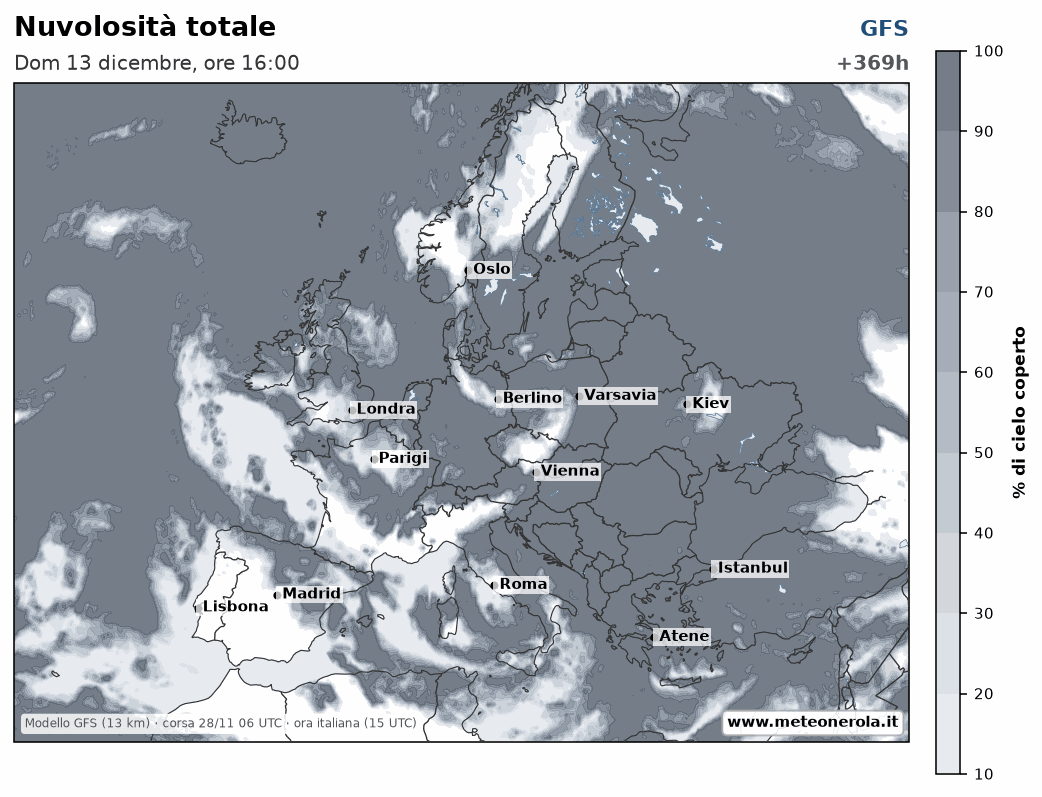 Nuvolosità totale
GFS
Dom 13 dicembre, ore 16:00
+369h
100
90
80
70
60
50
40
30
20
10
% di cielo coperto
Oslo
Berlino
Varsavia
Kiev
Londra
Parigi
Vienna
Istanbul
Roma
Madrid
Lisbona
Atene
Modello GFS (13 km) · corsa 28/11 06 UTC · ora italiana (15 UTC)
www.meteonerola.it